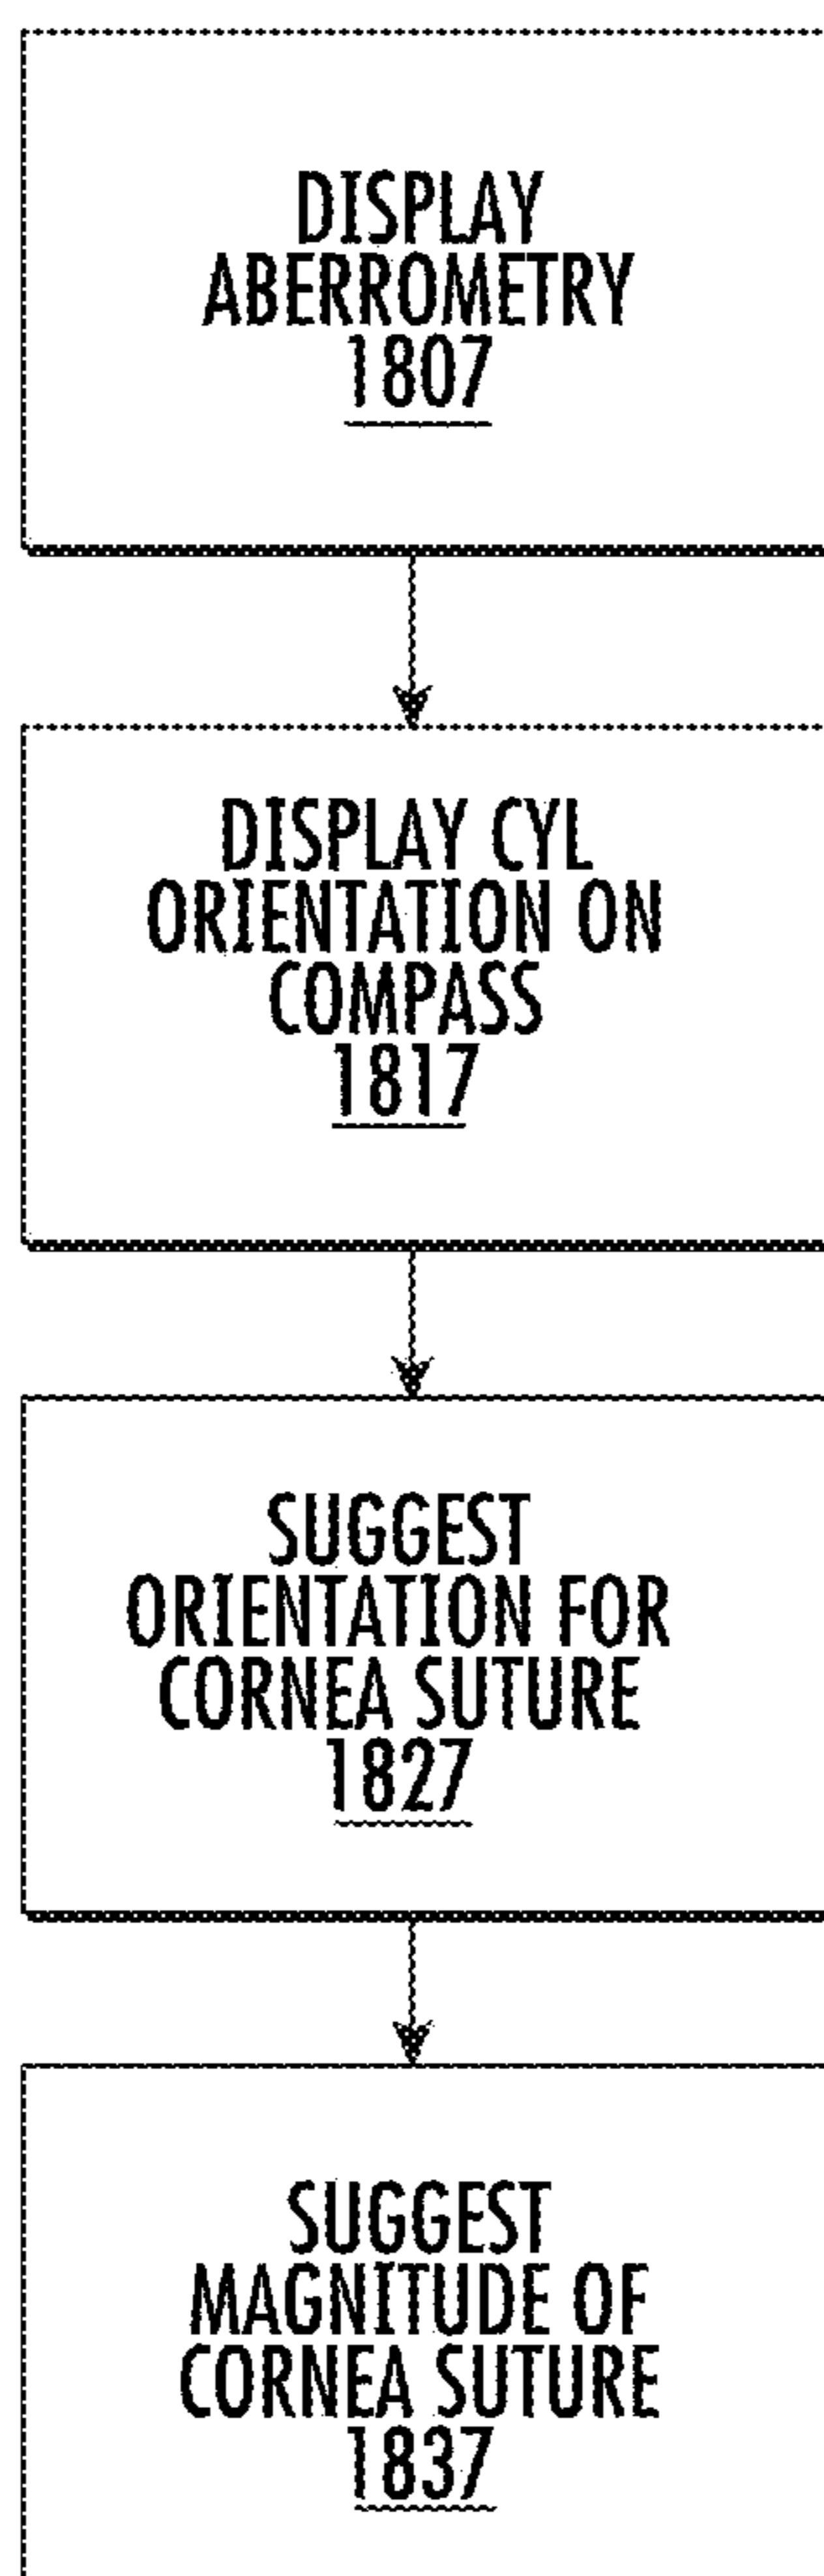 DISPLAY
ABERROMETRY
1807
DISPLAY CYL
ORIENTATION ON
COMPASS
1817
SUGGEST
ORIENTATION FOR
CORNEA SUTURE
1827
SUGGEST
MAGNITUDE OF
CORNEA SUTURE
1837